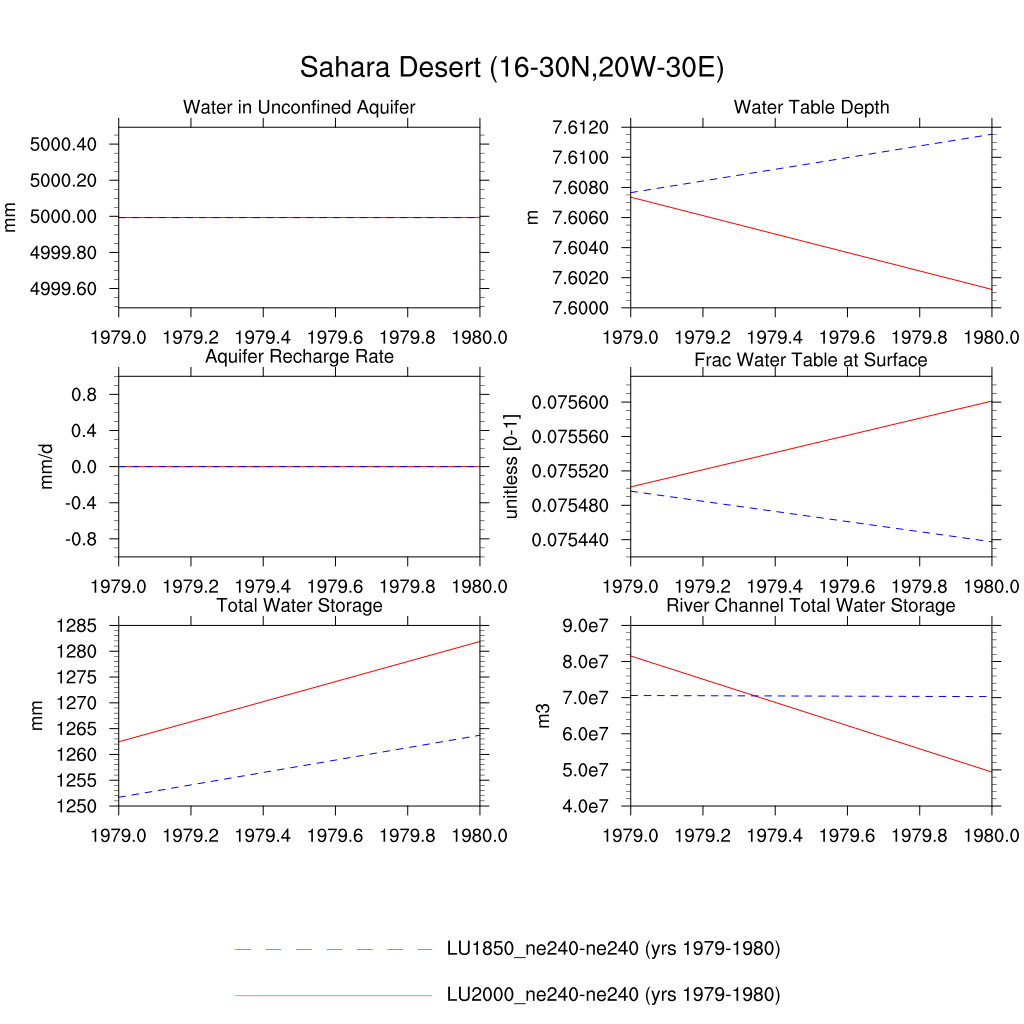 Sahara Desert (16-30N,20W-30E)
Water in Unconfined Aquifer
mm
5000.40
5000.20
5000.00
4999.80
4999.60
1979.0 1979.2 1979.4 1979.6 1979.8 1980.0
Water Table Depth
m
7.6120
7.6100
7.6080
7.6060
7.6040
7.6020
7.6000
1979.0 1979.2 1979.4 1979.6 1979.8 1980.0
Aquifer Recharge Rate
mm/d
0.8
0.4
0.0
-0.4
-0.8
1979.0 1979.2 1979.4 1979.6 1979.8 1980.0
Frac Water Table at Surface
unitless [0-1]
0.075600
0.075560
0.075520
0.075480
0.075440
1979.0 1979.2 1979.4 1979.6 1979.8 1980.0
Total Water Storage
mm
1285
1280
1275
1270
1265
1260
1255
1250
1979.0 1979.2 1979.4 1979.6 1979.8 1980.0
River Channel Total Water Storage
m3
9.0e7
8.0e7
7.0e7
6.0e7
5.0e7
4.0e7
1979.0 1979.2 1979.4 1979.6 1979.8 1980.0
LU1850_ne240-ne240 (yrs 1979-1980)
LU2000_ne240-ne240 (yrs 1979-1980)